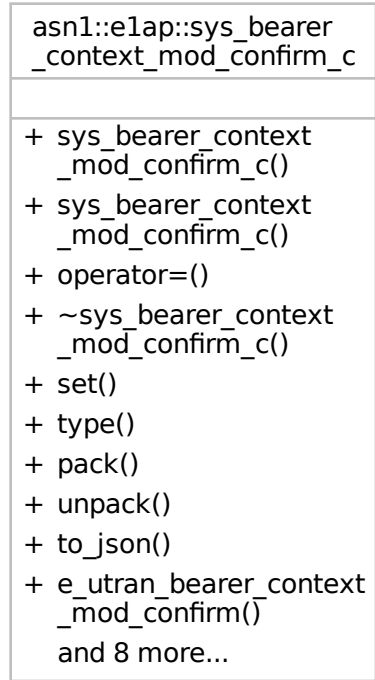 asn1::e1ap::sys_bearer
_context_mod_confirm_c
+ sys_bearer_context
_mod_confirm_c()
+ sys_bearer_context
_mod_confirm_c()
+ operator=()
+ ~sys_bearer_context
_mod_confirm_c()
+ set()
+ type()
+ pack()
+ unpack()
+ to_json()
+ e_utran_bearer_context
_mod_confirm()
and 8 more...